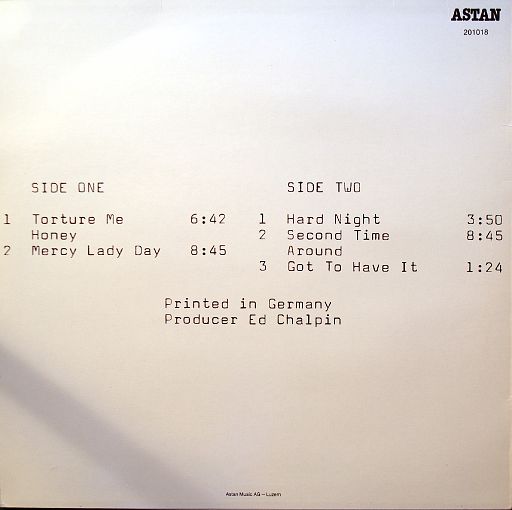 ASTAN
201018
SIDE ONE
1 Torture Me 6:42
Honey
2 Mercy Lady Day 8:45
SIDE TWO
1 Hard Night 3:50
2 Second Time 8:45
Around
3 Got To Have It 1:24
Printed in Germany
Producer Ed Chalpin
Astan Music AG – Luzern